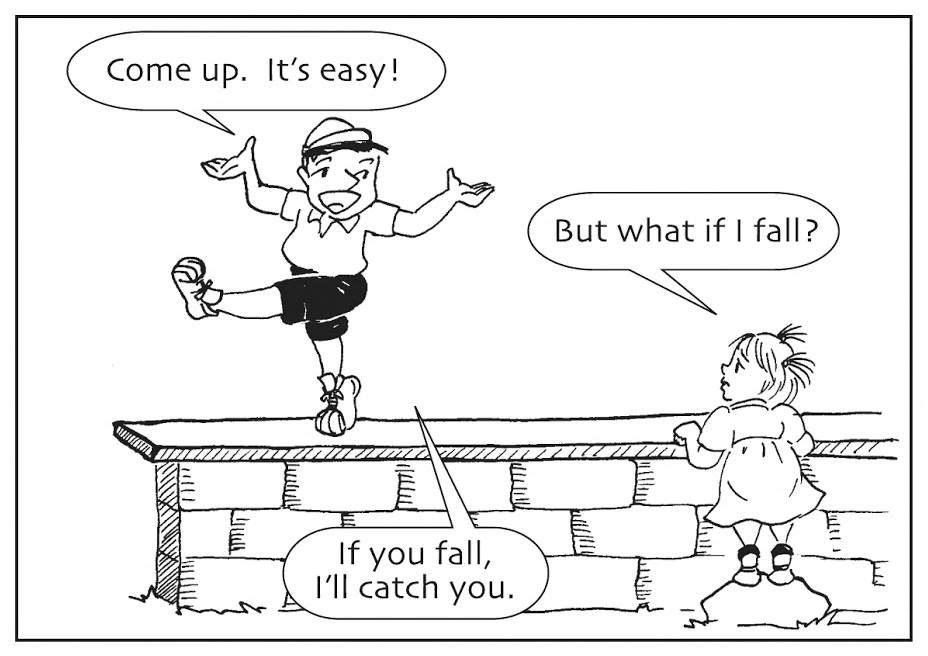 Come up. It's easy!
But what if I fall?
If you fall,
I'll catch you.